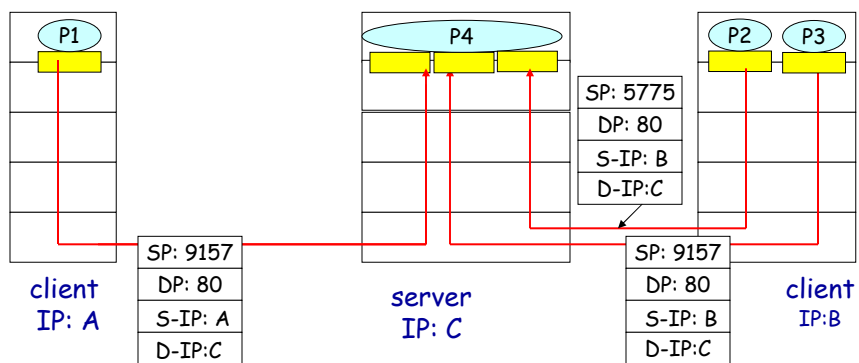 P1
P4
P2
P3
SP: 5775
DP: 80
S-IP: B
D-IP:C
SP: 9157
DP: 80
S-IP: A
D-IP:C
SP: 9157
DP: 80
S-IP: B
D-IP:C
client
IP: A
server
IP: C
client
IP:B